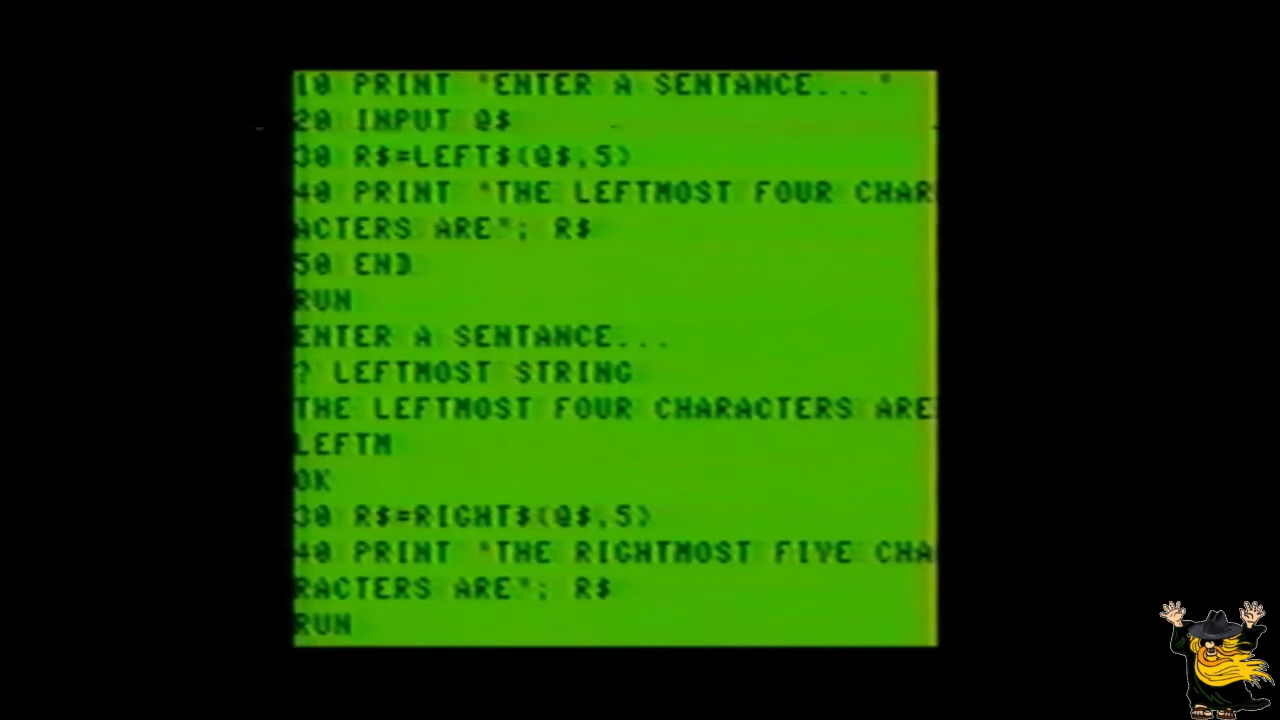 10 PRINT "ENTER A SENTANCE..."
20 INPUT Q$
30 R$=LEFT$(Q$,5)
40 PRINT "THE LEFTMOST FOUR CHAR
ACTERS ARE"; R$
50 END
RUN
ENTER A SENTANCE...
? LEFTMOST STRING
THE LEFTMOST FOUR CHARACTERS ARE
LEFTM
OK
30 R$=RIGHT$(Q$,5)
40 PRINT "THE RIGHTMOST FIVE CHA
RACTERS ARE"; R$
RUN